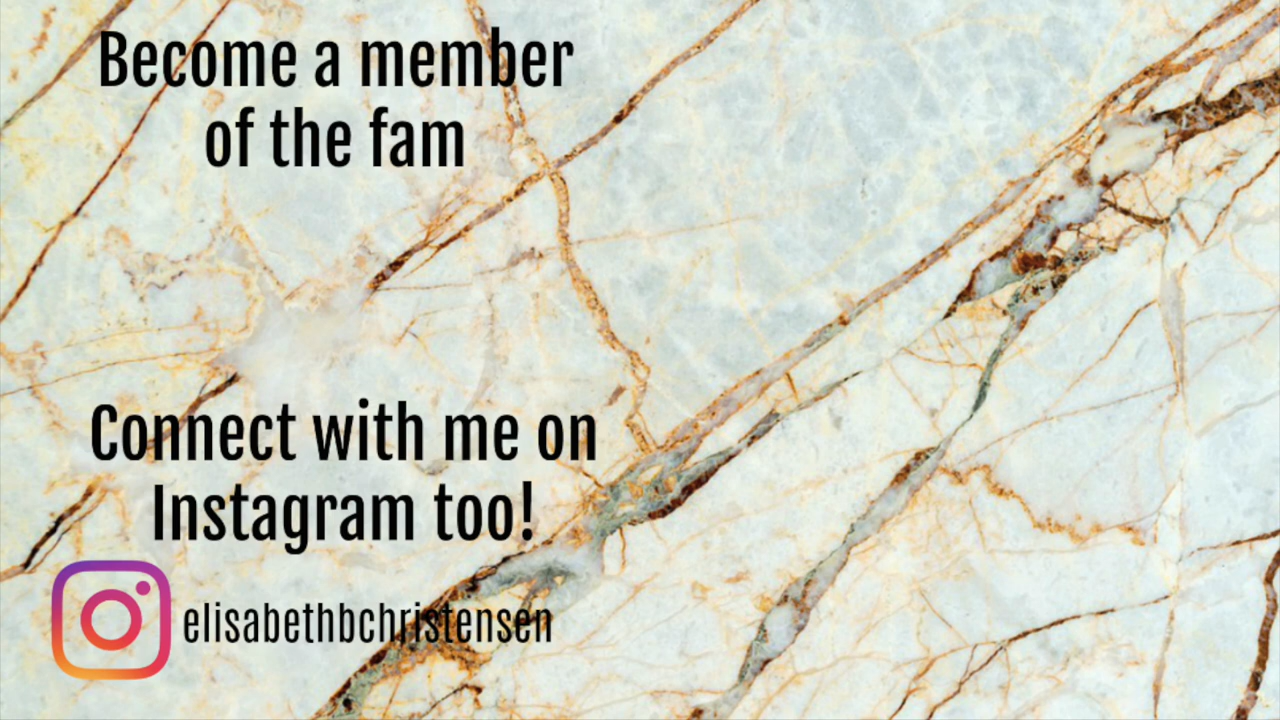 Become a member
of the fam
Connect with me on
Instagram too!
elisabethbchristensen